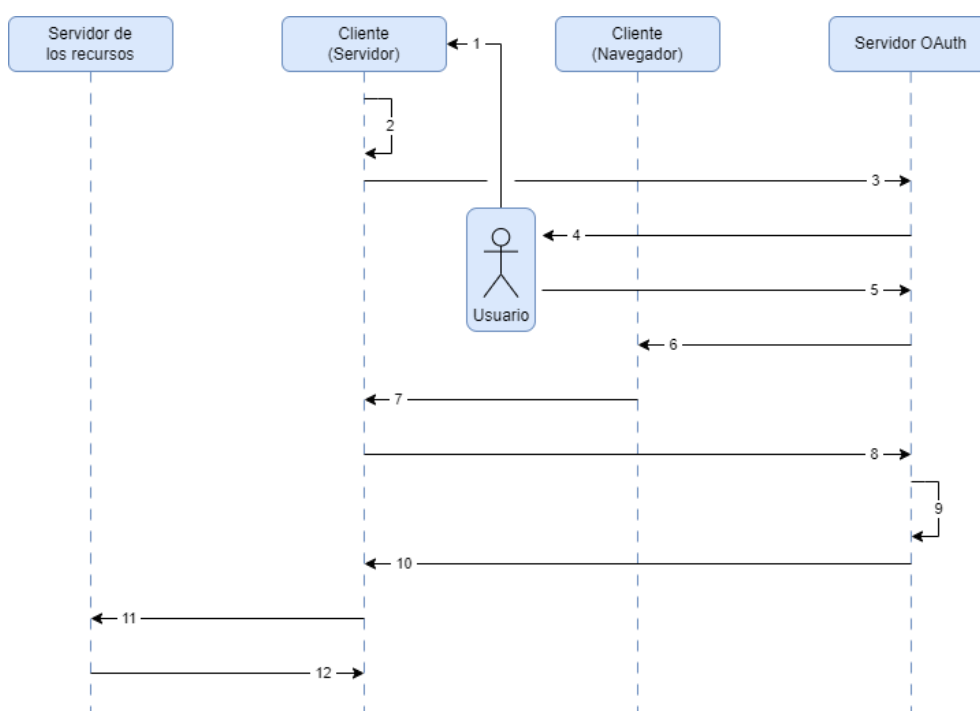 Servidor de
los recursos
Cliente
(Servidor)
Cliente
(Navegador)
Servidor OAuth
1
2
3
4
Usuario
5
6
7
8
9
10
11
12